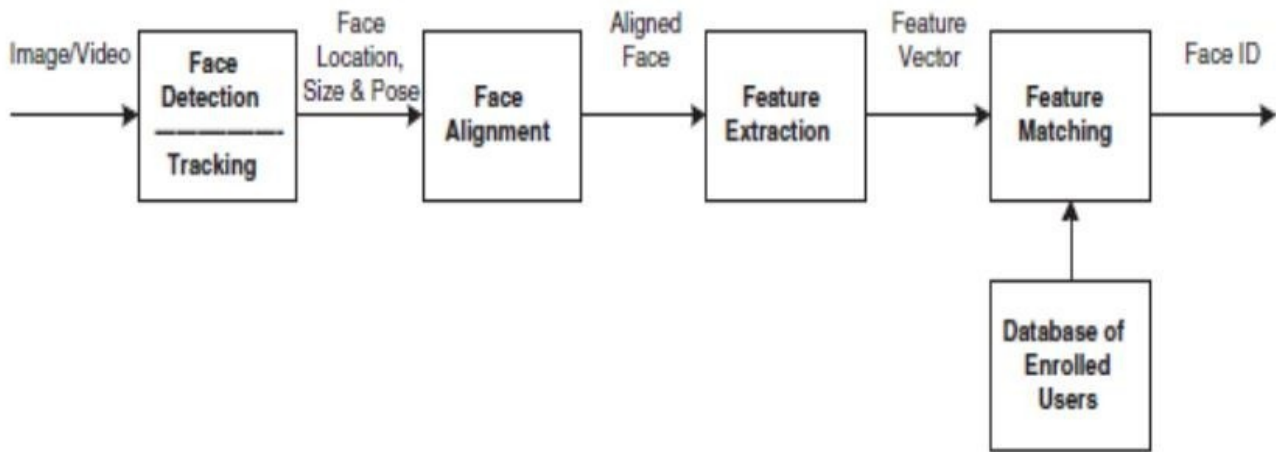 Image/Video
Face
Detection
Tracking
Face
Location,
Size & Pose
Face
Alignment
Aligned
Face
Feature
Extraction
Feature
Vector
Feature
Matching
Face ID
Database of
Enrolled
Users